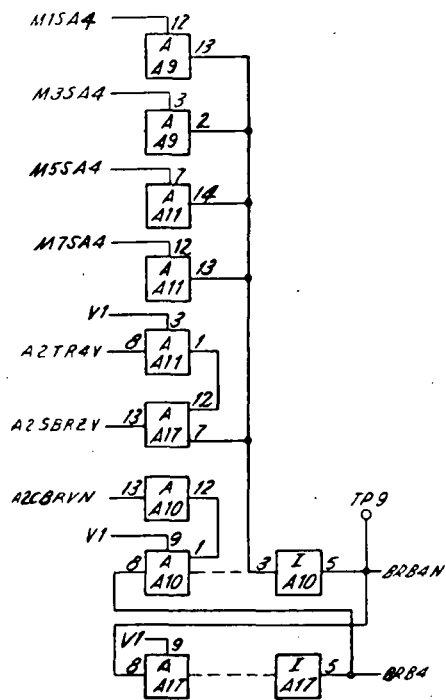 M1SA4 12
A 13
A9
M3SA4 3
A 2
A9
M5SA4 7
A 14
A11
M7SA4 12
A 13
A11
V1 3
A2TR4V 8 A 1
A11
12
A2SBR2V 13 A
A17 7
A2CBRVN 13 A 12
A10
TP9
V1 9
8 A 1 3 I 5 BRB4N
A10 A10
V1 9
8 A I 5 BRB4
A17 A17